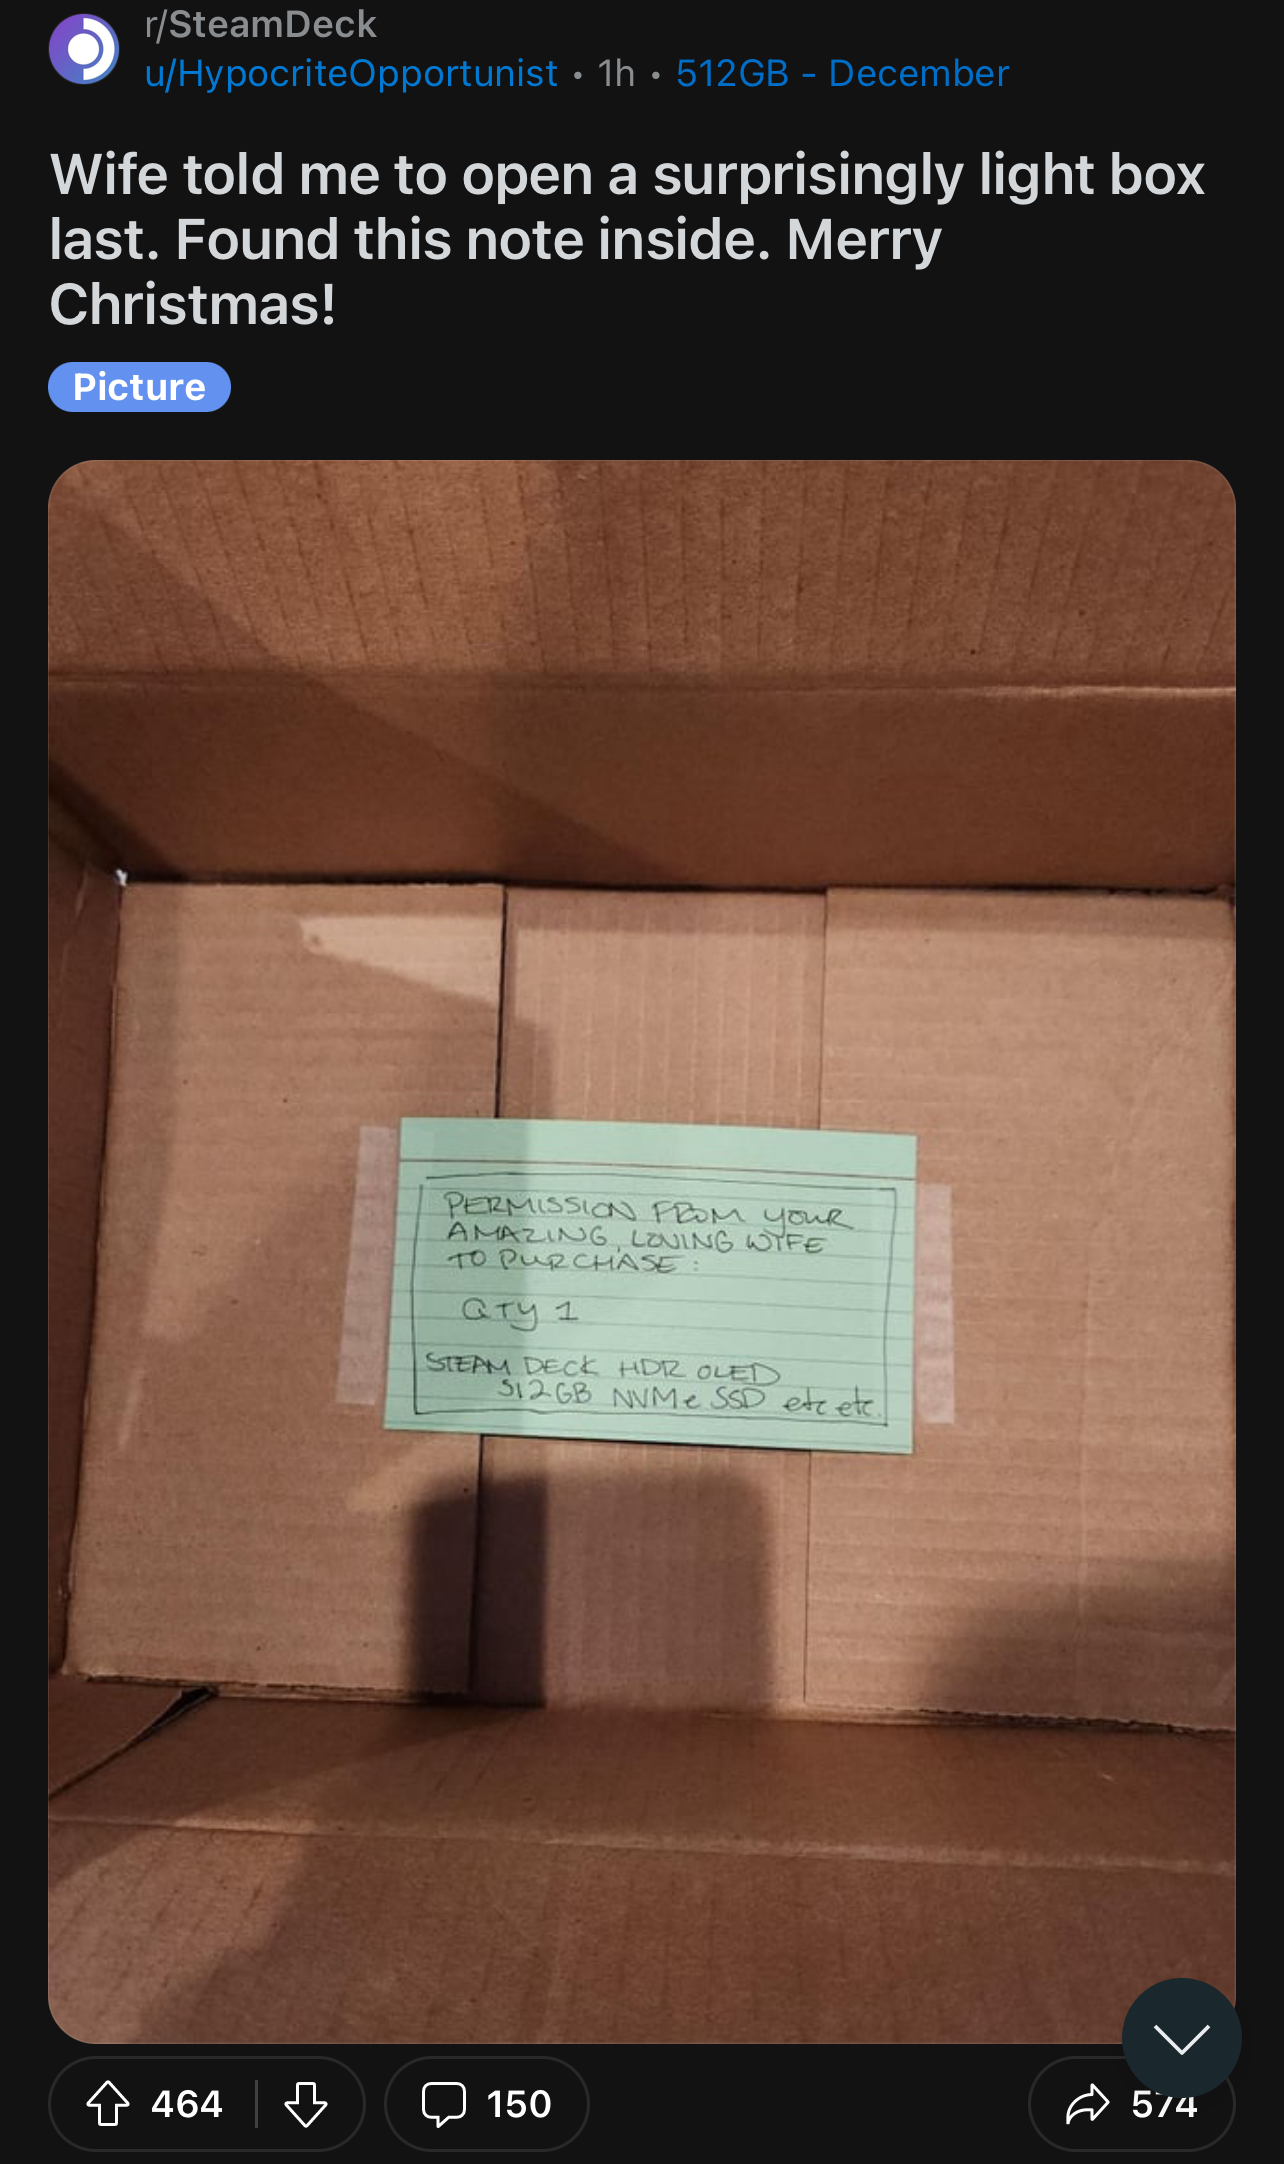 r/SteamDeck
u/HypocriteOpportunist • 1h • 512GB - December
Wife told me to open a surprisingly light box
last. Found this note inside. Merry
Christmas!
Picture
PERMISSION FROM YOUR
AMAZING, LOVING WIFE
TO PURCHASE:
QTY 1
STEAM DECK HDR OLED
512GB NVMe SSD etc etc.
464
150
574